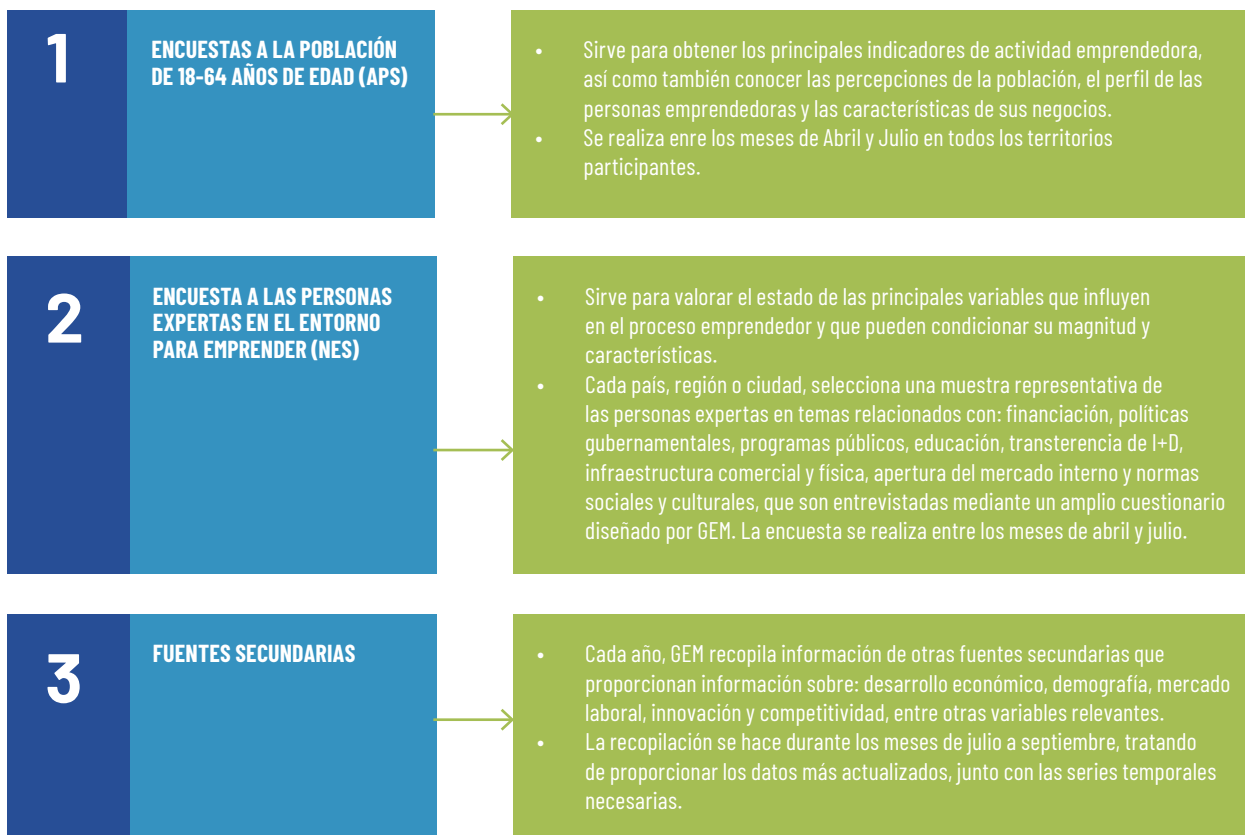 1
ENCUESTAS A LA POBLACIÓN
DE 18-64 AÑOS DE EDAD (APS)
• Sirve para obtener los principales indicadores de actividad emprendedora,
así como también conocer las percepciones de la población, el perfil de las
personas emprendedoras y las características de sus negocios.
• Se realiza enre los meses de Abril y Julio en todos los territorios
participantes.
2
ENCUESTA A LAS PERSONAS
EXPERTAS EN EL ENTORNO
PARA EMPRENDER (NES)
• Sirve para valorar el estado de las principales variables que influyen
en el proceso emprendedor y que pueden condicionar su magnitud y
características.
• Cada país, región o ciudad, selecciona una muestra representativa de
las personas expertas en temas relacionados con: financiación, políticas
gubernamentales, programas públicos, educación, transterencia de I+D,
infraestructura comercial y física, apertura del mercado interno y normas
sociales y culturales, que son entrevistadas mediante un amplio cuestionario
diseñado por GEM. La encuesta se realiza entre los meses de abril y julio.
3
FUENTES SECUNDARIAS
• Cada año, GEM recopila información de otras fuentes secundarias que
proporcionan información sobre: desarrollo económico, demografía, mercado
laboral, innovación y competitividad, entre otras variables relevantes.
• La recopilación se hace durante los meses de julio a septiembre, tratando
de proporcionar los datos más actualizados, junto con las series temporales
necesarias.